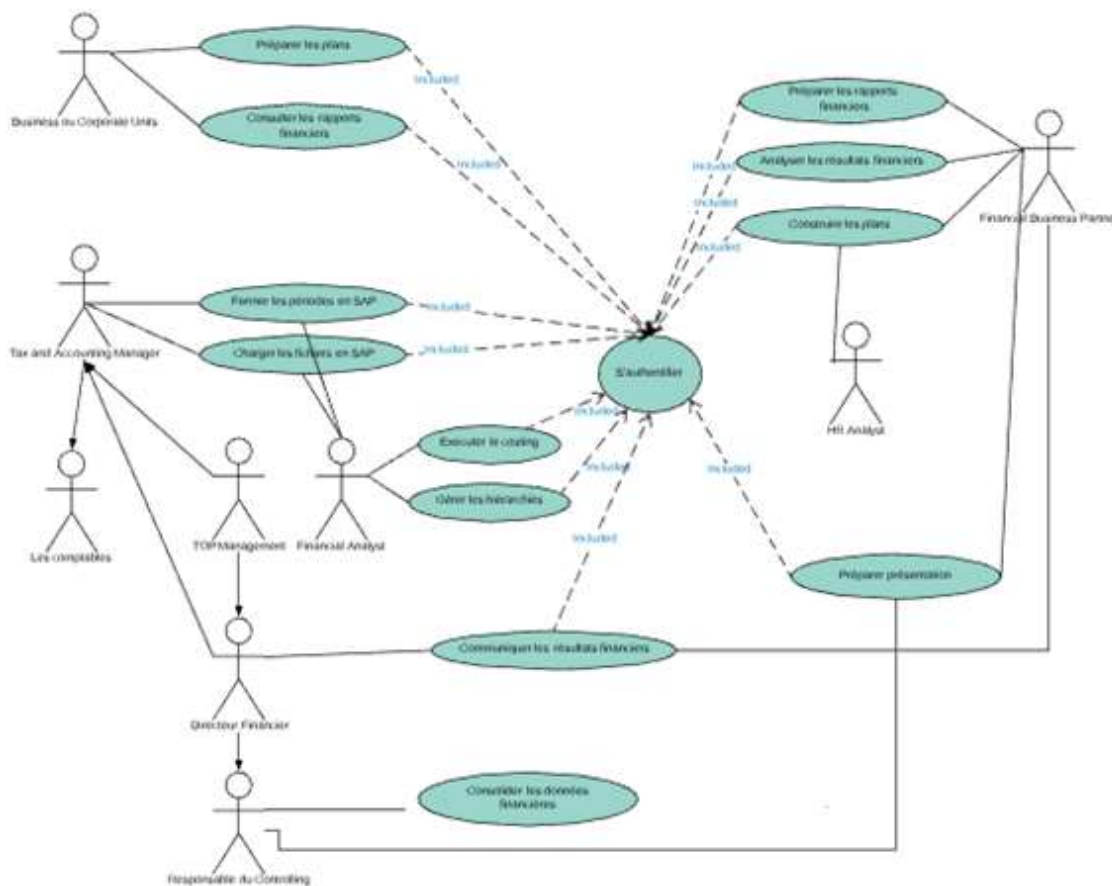 Préparer les plans
Included
Business ou Corporate Units
Consulter les rapports
financiers
Included
Préparer les rapports
financiers
Included
Analyser les résultats financiers
Included
Financial Business Partne
Construire les plans
Included
Tax and Accounting Manager
Fermer les périodes en SAP
Included
Charger les fichiers en SAP
Included
S'authentifier
HR Analyst
Exécuter le costing
Included
Gérer les hiérarchies
Included
Les comptables
TOP Management
Financial Analyst
Included
Included
Préparer présentation
Communiquer les résultats financiers
Directeur Financier
Consolider les données
financières
Responsable du Controlling